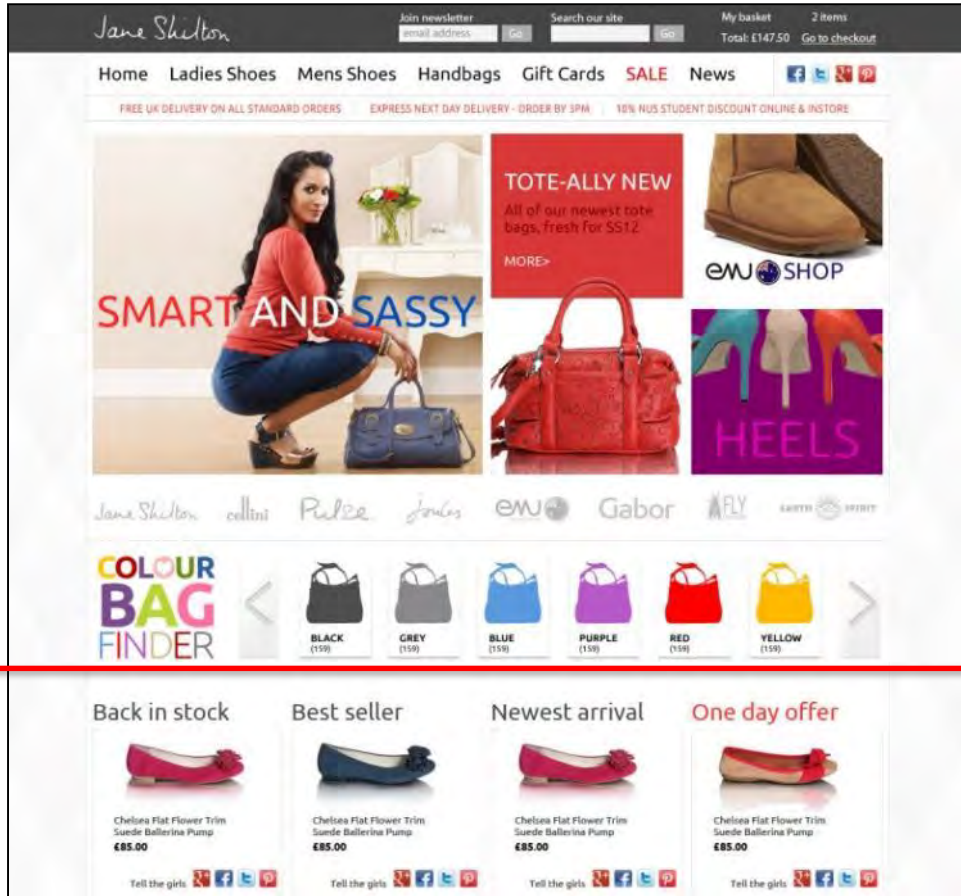 Jane Shilton
Join newsletter
email address
Go
Search our site
Go
My basket
2 items
Total: £147.50
Go to checkout
Home
Ladies Shoes
Mens Shoes
Handbags
Gift Cards
SALE
News
FREE UK DELIVERY ON ALL STANDARD ORDERS
EXPRESS NEXT DAY DELIVERY - ORDER BY 3PM
10% NUS STUDENT DISCOUNT ONLINE & INSTORE
SMART AND SASSY
TOTE-ALLY NEW
All of our newest tote
bags, fresh for SS12
MORE>
emu SHOP
HEELS
Jane Shilton
cellini
Joules
emu
Gabor
FLY
EARTH SPIRIT
COLOUR
BAG
FINDER
BLACK
(159)
GREY
(159)
BLUE
(159)
PURPLE
(159)
RED
(159)
YELLOW
(159)
Back in stock
Chelsea Flat Flower Trim
Suede Ballerina Pump
£85.00
Tell the girls
Best seller
Chelsea Flat Flower Trim
Suede Ballerina Pump
£85.00
Tell the girls
Newest arrival
Chelsea Flat Flower Trim
Suede Ballerina Pump
£85.00
Tell the girls
One day offer
Chelsea Flat Flower Trim
Suede Ballerina Pump
£85.00
Tell the girls